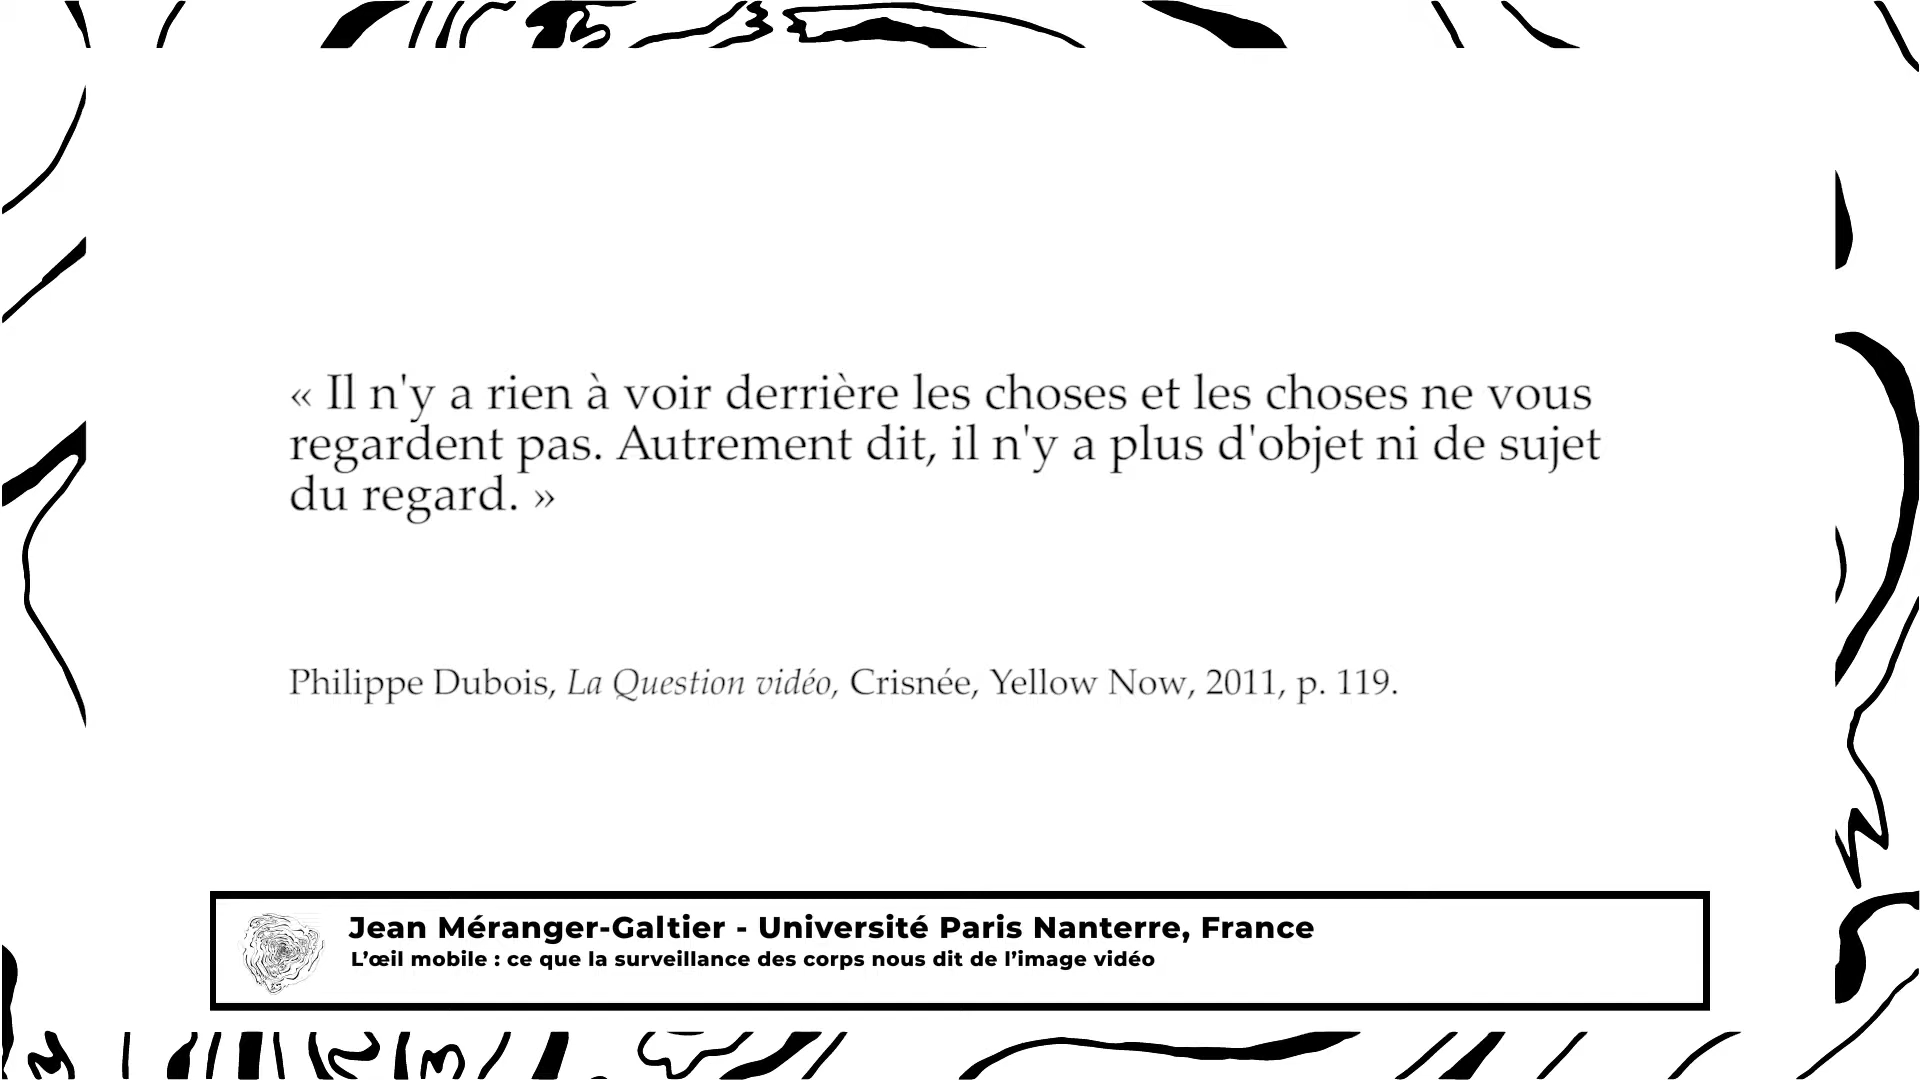 « Il n'y a rien à voir derrière les choses et les choses ne vous
regardent pas. Autrement dit, il n'y a plus d'objet ni de sujet
du regard. »
Philippe Dubois, La Question vidéo, Crisnée, Yellow Now, 2011, p. 119.
Jean Méranger-Galtier - Université Paris Nanterre, France
L’œil mobile : ce que la surveillance des corps nous dit de l’image vidéo